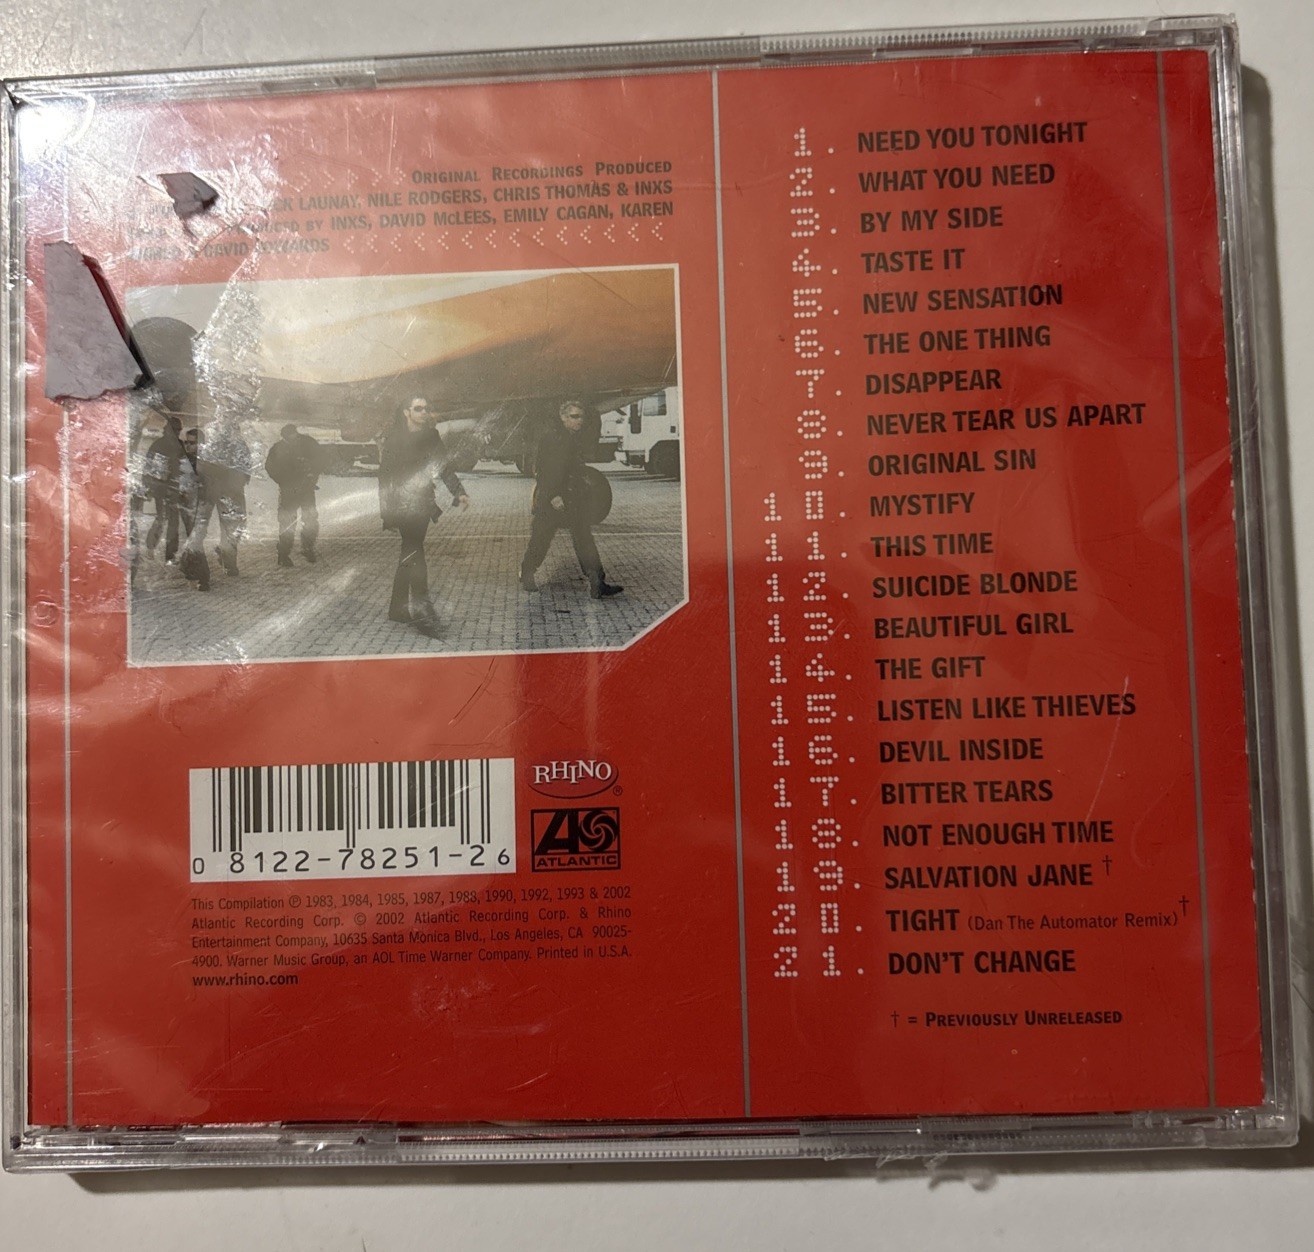 ORIGINAL RECORDINGS PRODUCED
LAUNAY, NILE RODGERS, CHRIS THOMAS & INXS
BY INXS, DAVID McLEES, EMILY CAGAN, KAREN
DAVID
0 81227-78251-2 6
RHINO®
ATLANTIC
This Compilation ℗ 1983, 1984, 1985, 1987, 1988, 1990, 1992, 1993 & 2002
Atlantic Recording Corp. © 2002 Atlantic Recording Corp. & Rhino
Entertainment Company, 10635 Santa Monica Blvd., Los Angeles, CA 90025-
4900. Warner Music Group, an AOL Time Warner Company. Printed in U.S.A.
www.rhino.com
1. NEED YOU TONIGHT
2. WHAT YOU NEED
3. BY MY SIDE
4. TASTE IT
5. NEW SENSATION
6. THE ONE THING
7. DISAPPEAR
8. NEVER TEAR US APART
9. ORIGINAL SIN
10. MYSTIFY
11. THIS TIME
12. SUICIDE BLONDE
13. BEAUTIFUL GIRL
14. THE GIFT
15. LISTEN LIKE THIEVES
16. DEVIL INSIDE
17. BITTER TEARS
18. NOT ENOUGH TIME
19. SALVATION JANE †
20. TIGHT (Dan The Automator Remix)†
21. DON'T CHANGE
† = PREVIOUSLY UNRELEASED